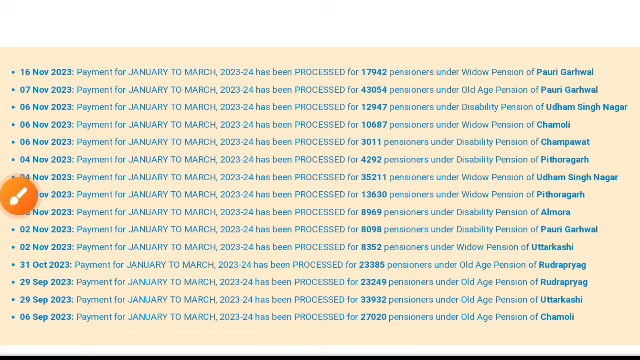 • 16 Nov 2023: Payment for JANUARY TO MARCH, 2023-24 has been PROCESSED for 17942 pensioners under Widow Pension of Pauri Garhwal
• 07 Nov 2023: Payment for JANUARY TO MARCH, 2023-24 has been PROCESSED for 43054 pensioners under Old Age Pension of Pauri Garhwal
• 06 Nov 2023: Payment for JANUARY TO MARCH, 2023-24 has been PROCESSED for 12947 pensioners under Disability Pension of Udham Singh Nagar
• 06 Nov 2023: Payment for JANUARY TO MARCH, 2023-24 has been PROCESSED for 10687 pensioners under Widow Pension of Chamoli
• 06 Nov 2023: Payment for JANUARY TO MARCH, 2023-24 has been PROCESSED for 3011 pensioners under Disability Pension of Champawat
• 04 Nov 2023: Payment for JANUARY TO MARCH, 2023-24 has been PROCESSED for 4292 pensioners under Disability Pension of Pithoragarh
Nov 2023: Payment for JANUARY TO MARCH, 2023-24 has been PROCESSED for 35211 pensioners under Widow Pension of Udham Singh Nagar
Nov 2023: Payment for JANUARY TO MARCH, 2023-24 has been PROCESSED for 13630 pensioners under Widow Pension of Pithoragarh
Nov 2023: Payment for JANUARY TO MARCH, 2023-24 has been PROCESSED for 8969 pensioners under Disability Pension of Almora
• 02 Nov 2023: Payment for JANUARY TO MARCH, 2023-24 has been PROCESSED for 8098 pensioners under Disability Pension of Pauri Garhwal
• 02 Nov 2023: Payment for JANUARY TO MARCH, 2023-24 has been PROCESSED for 8352 pensioners under Widow Pension of Uttarkashi
• 31 Oct 2023: Payment for JANUARY TO MARCH, 2023-24 has been PROCESSED for 23385 pensioners under Old Age Pension of Rudrapryag
• 29 Sep 2023: Payment for JANUARY TO MARCH, 2023-24 has been PROCESSED for 23249 pensioners under Old Age Pension of Rudrapryag
• 29 Sep 2023: Payment for JANUARY TO MARCH, 2023-24 has been PROCESSED for 33932 pensioners under Old Age Pension of Uttarkashi
• 06 Sep 2023: Payment for JANUARY TO MARCH, 2023-24 has been PROCESSED for 27020 pensioners under Old Age Pension of Chamoli